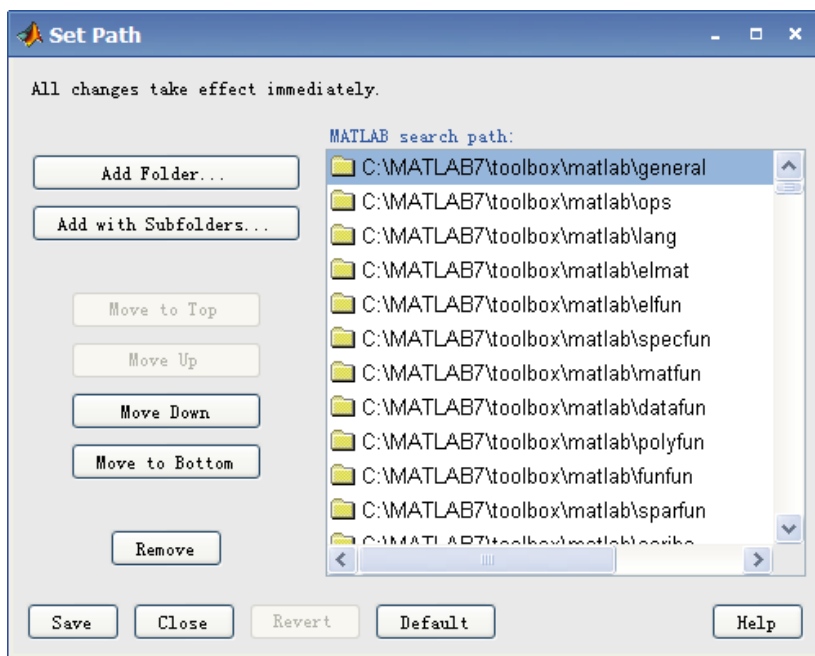 Set Path
All changes take effect immediately.
MATLAB search path:
Add Folder...
Add with Subfolders...
Move to Top
Move Up
Move Down
Move to Bottom
Remove
C:\MATLAB7\toolbox\matlab\general
C:\MATLAB7\toolbox\matlab\ops
C:\MATLAB7\toolbox\matlab\lang
C:\MATLAB7\toolbox\matlab\elmat
C:\MATLAB7\toolbox\matlab\elfun
C:\MATLAB7\toolbox\matlab\specfun
C:\MATLAB7\toolbox\matlab\matfun
C:\MATLAB7\toolbox\matlab\datafun
C:\MATLAB7\toolbox\matlab\polyfun
C:\MATLAB7\toolbox\matlab\funfun
C:\MATLAB7\toolbox\matlab\sparfun
Save
Close
Revert
Default
Help